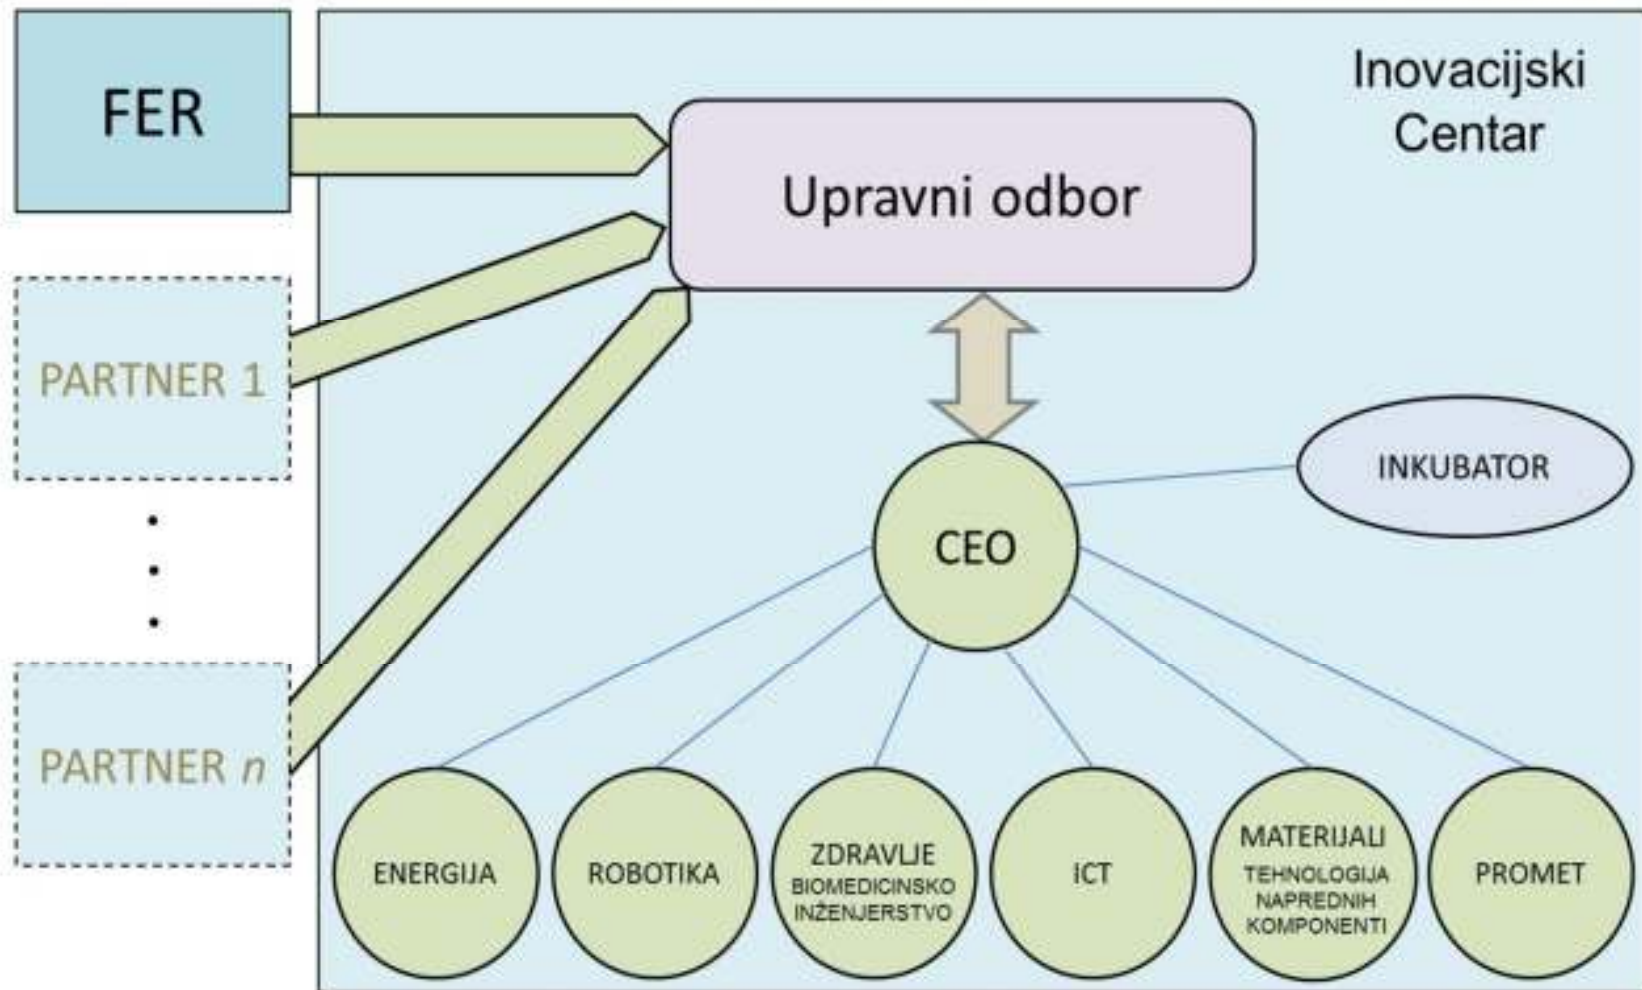 FER
Inovacijski
Centar
Upravni odbor
PARTNER 1
INKUBATOR
CEO
PARTNER n
ENERGIJA
ROBOTIKA
ZDRAVLJE
BIOMEDICINSKO
INŽENJERSTVO
iCT
MATERIJALI
TEHNOLOGIJA
NAPREDNIH
KOMPONENTI
PROMET